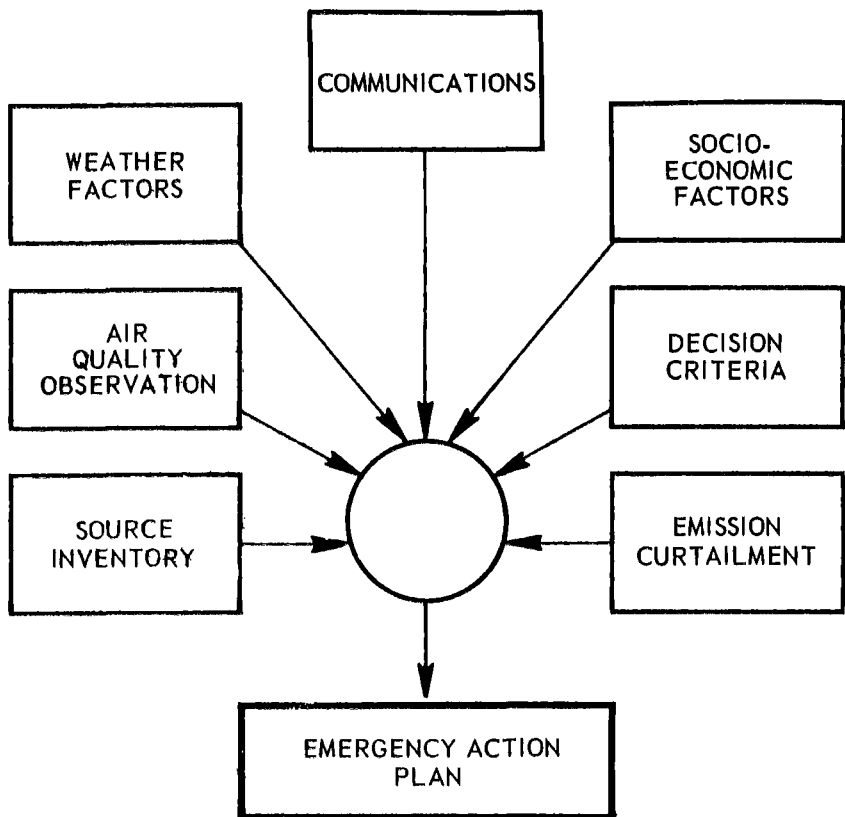 COMMUNICATIONS
WEATHER
FACTORS
SOCIO-
ECONOMIC
FACTORS
AIR
QUALITY
OBSERVATION
DECISION
CRITERIA
SOURCE
INVENTORY
EMISSION
CURTAILMENT
EMERGENCY ACTION
PLAN